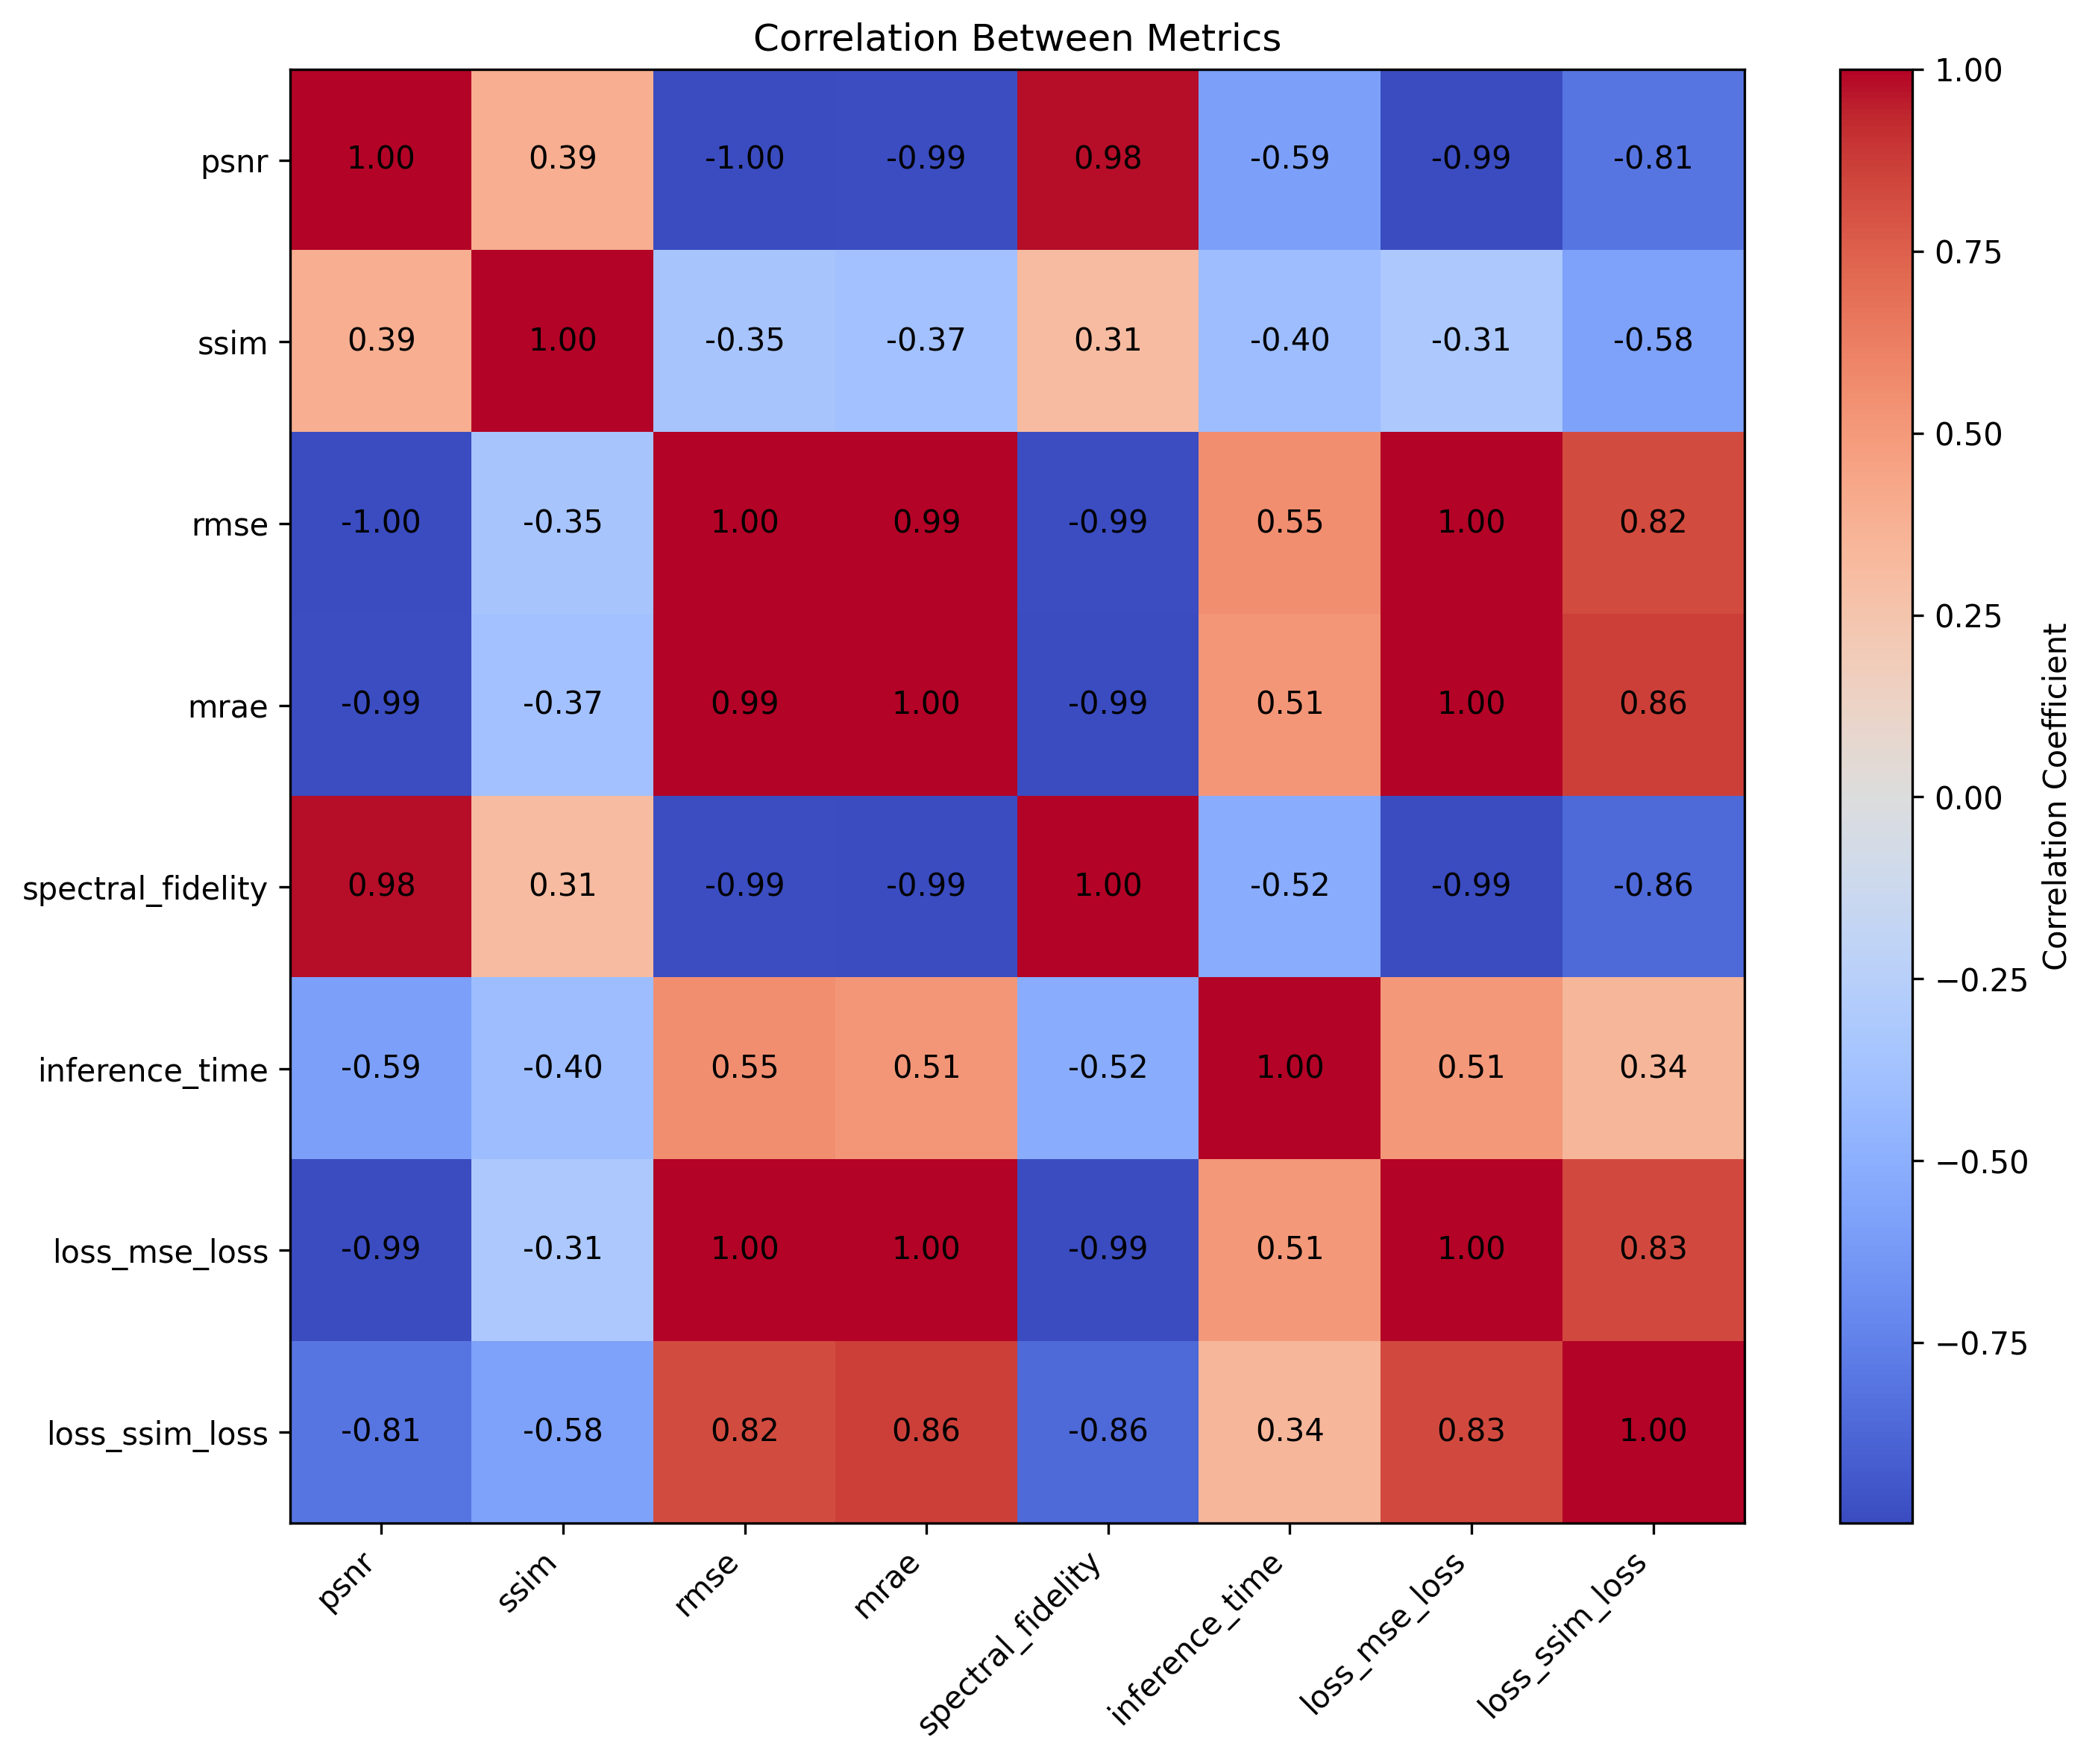 Correlation Between Metrics
psnr 1.00 0.39 -1.00 -0.99 0.98 -0.59 -0.99 -0.81
ssim 0.39 1.00 -0.35 -0.37 0.31 -0.40 -0.31 -0.58
rmse -1.00 -0.35 1.00 0.99 -0.99 0.55 1.00 0.82
mrae -0.99 -0.37 0.99 1.00 -0.99 0.51 1.00 0.86
spectral_fidelity 0.98 0.31 -0.99 -0.99 1.00 -0.52 -0.99 -0.86
inference_time -0.59 -0.40 0.55 0.51 -0.52 1.00 0.51 0.34
loss_mse_loss -0.99 -0.31 1.00 1.00 -0.99 0.51 1.00 0.83
loss_ssim_loss -0.81 -0.58 0.82 0.86 -0.86 0.34 0.83 1.00
psnr ssim rmse mrae spectral_fidelity inference_time loss_mse_loss loss_ssim_loss
1.00
0.75
0.50
0.25
0.00
−0.25
−0.50
−0.75
Correlation Coefficient